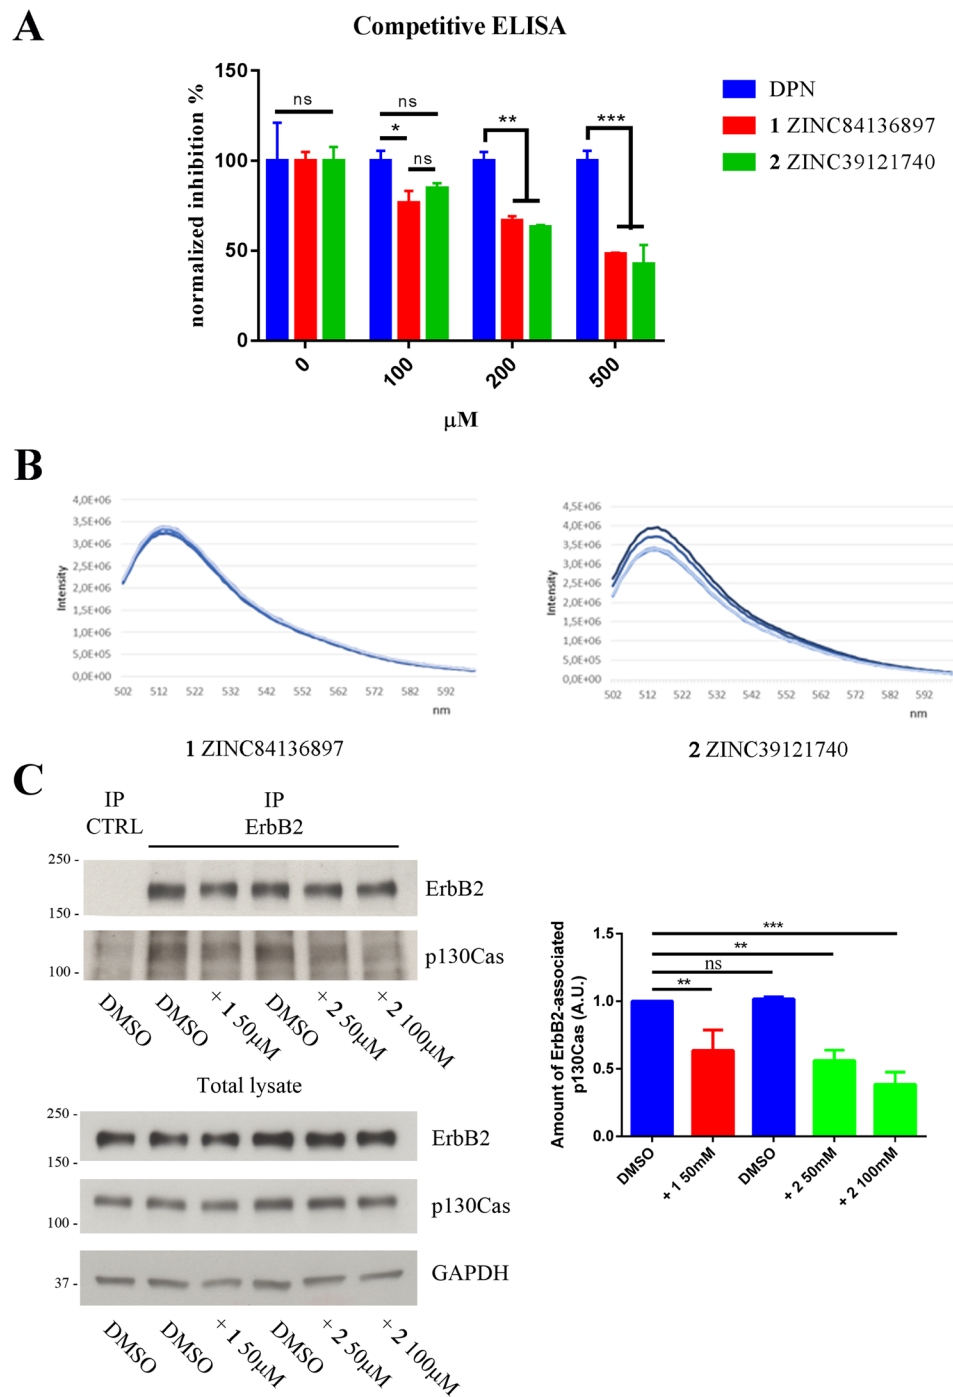 A
Competitive ELISA
normalized inhibition %
150
100
50
0
ns
ns
*
ns
**
***
0
100
200
500
µM
DPN
1 ZINC84136897
2 ZINC39121740
B
4,0E+06
3,5E+06
3,0E+06
2,5E+06
2,0E+06
1,5E+06
1,0E+06
5,0E+05
0,0E+00
Intensity
502 512 522 532 542 552 562 572 582 592
nm
1 ZINC84136897
4,5E+06
4,0E+06
3,5E+06
3,0E+06
2,5E+06
2,0E+06
1,5E+06
1,0E+06
5,0E+05
0,0E+00
Intensity
502 512 522 532 542 552 562 572 582 592
nm
2 ZINC39121740
C
IP
CTRL
IP
ErbB2
250 -
150 -
ErbB2
100 -
p130Cas
DMSO
DMSO
+ 1 50µM
DMSO
+ 2 50µM
+ 2 100µM
Total lysate
250 -
150 -
ErbB2
100 -
p130Cas
37 -
GAPDH
DMSO
DMSO
+ 1 50µM
DMSO
+ 2 50µM
+ 2 100µM
Amount of ErbB2-associated
p130Cas (A.U.)
1.5
1.0
0.5
0.0
***
**
ns
**
DMSO
+ 1 50mM
DMSO
+ 2 50mM
+ 2 100mM